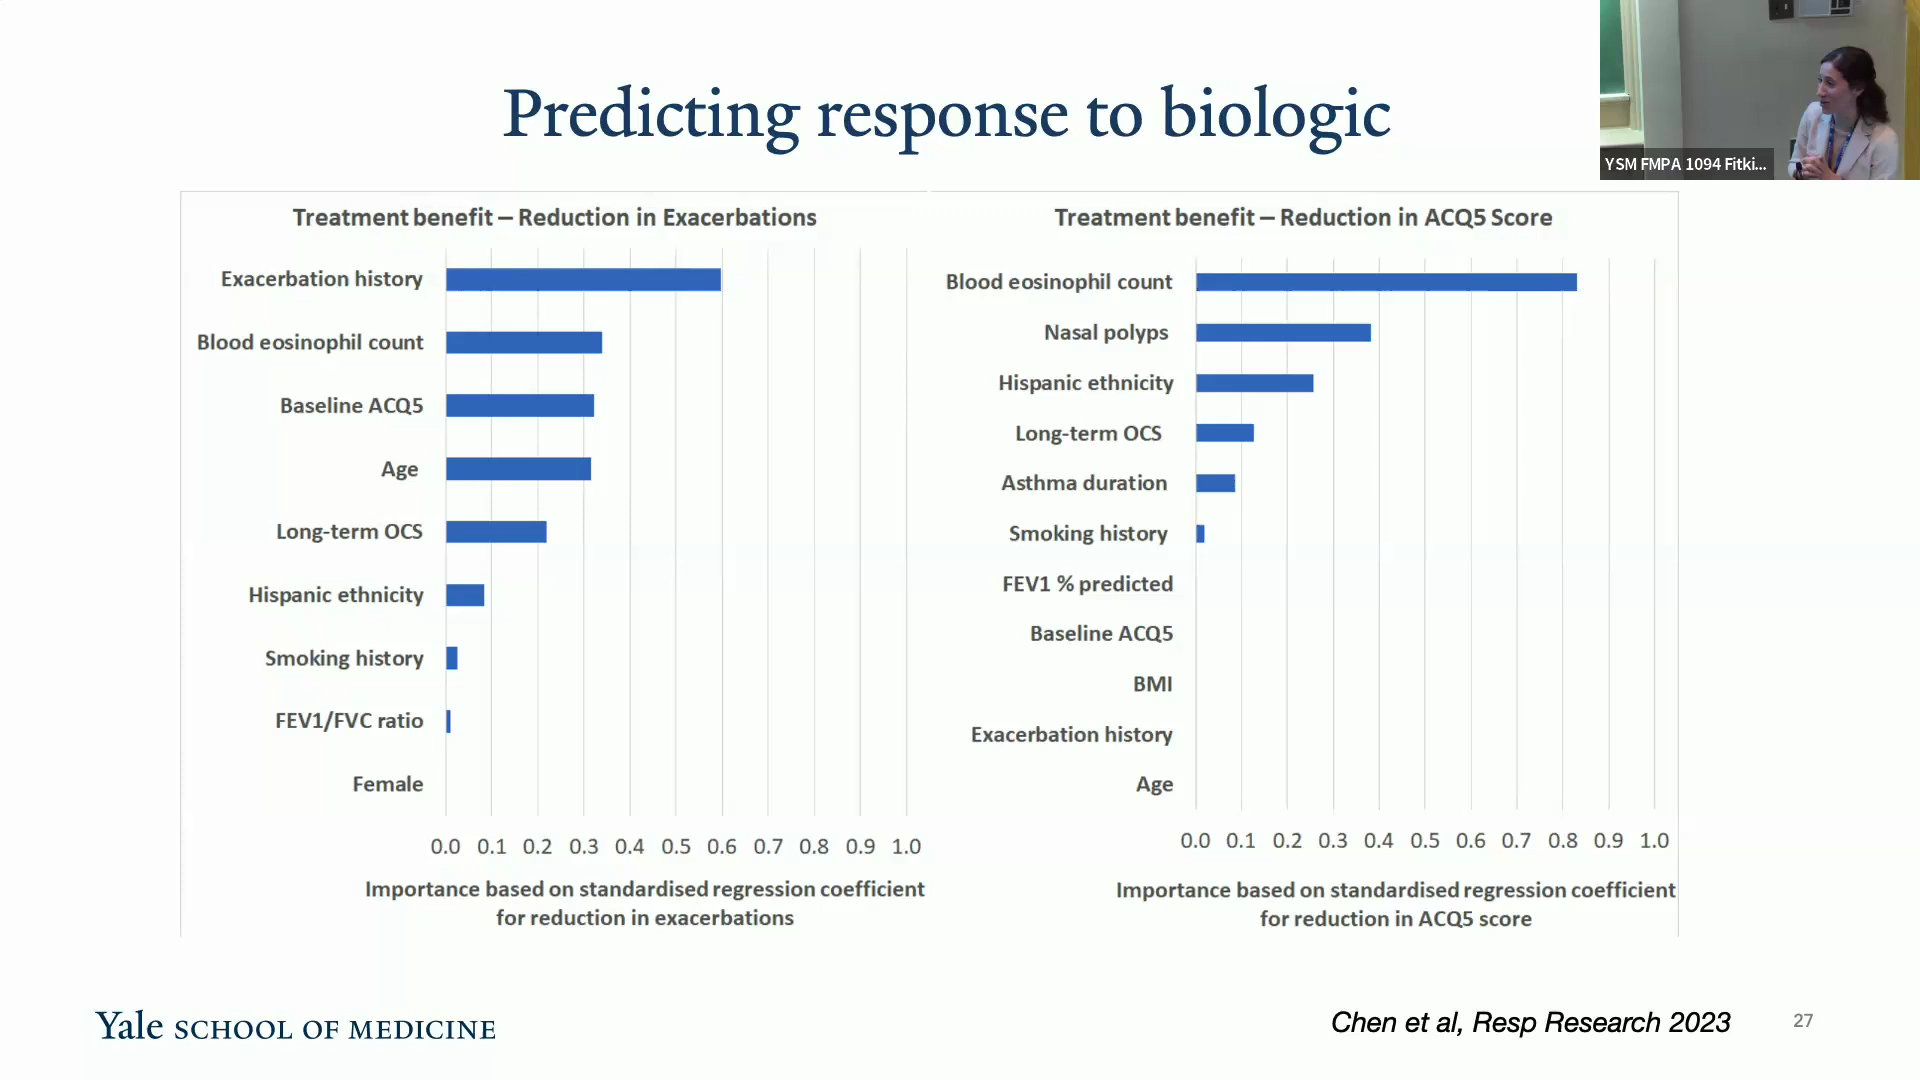 Predicting response to biologic
YSM FMPA 1094 Fitki...
Treatment benefit – Reduction in Exacerbations
Exacerbation history
Blood eosinophil count
Baseline ACQ5
Age
Long-term OCS
Hispanic ethnicity
Smoking history
FEV1/FVC ratio
Female
0.0 0.1 0.2 0.3 0.4 0.5 0.6 0.7 0.8 0.9 1.0
Importance based on standardised regression coefficient
for reduction in exacerbations
Treatment benefit – Reduction in ACQ5 Score
Blood eosinophil count
Nasal polyps
Hispanic ethnicity
Long-term OCS
Asthma duration
Smoking history
FEV1 % predicted
Baseline ACQ5
BMI
Exacerbation history
Age
0.0 0.1 0.2 0.3 0.4 0.5 0.6 0.7 0.8 0.9 1.0
Importance based on standardised regression coefficient
for reduction in ACQ5 score
Yale SCHOOL OF MEDICINE
Chen et al, Resp Research 2023
27